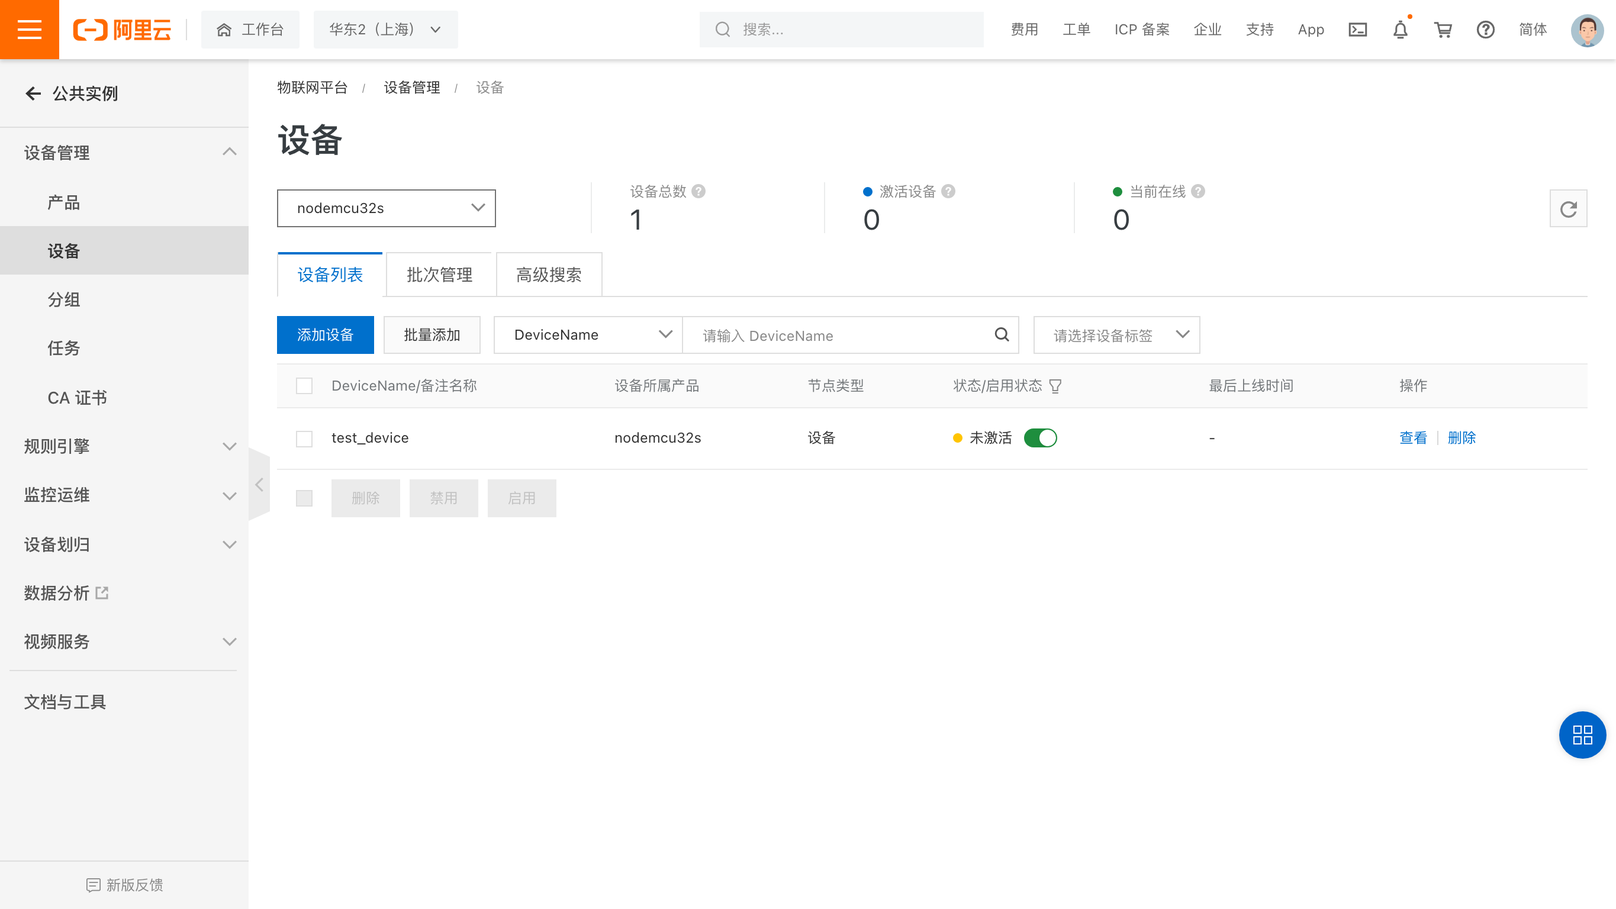 阿里云
工作台
华东2（上海）
搜索...
费用
工单
ICP 备案
企业
支持
App
简体
公共实例
设备管理
产品
设备
分组
任务
CA 证书
规则引擎
监控运维
设备划归
数据分析
视频服务
文档与工具
新版反馈
物联网平台 / 设备管理 / 设备
设备
nodemcu32s
设备总数
1
激活设备
0
当前在线
0
设备列表
批次管理
高级搜索
添加设备
批量添加
DeviceName
请输入 DeviceName
请选择设备标签
DeviceName/备注名称 设备所属产品 节点类型 状态/启用状态 最后上线时间 操作
test_device nodemcu32s 设备 未激活 - 查看 删除
删除 禁用 启用